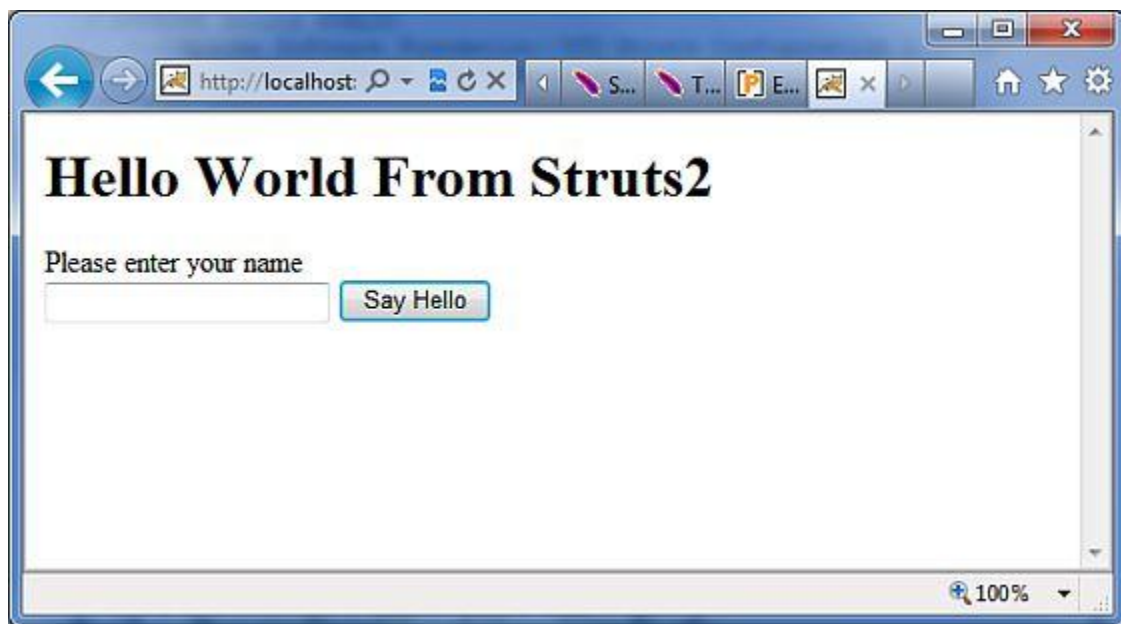 http://localhost:
S...
T...
E...
Hello World From Struts2
Please enter your name
Say Hello
100%